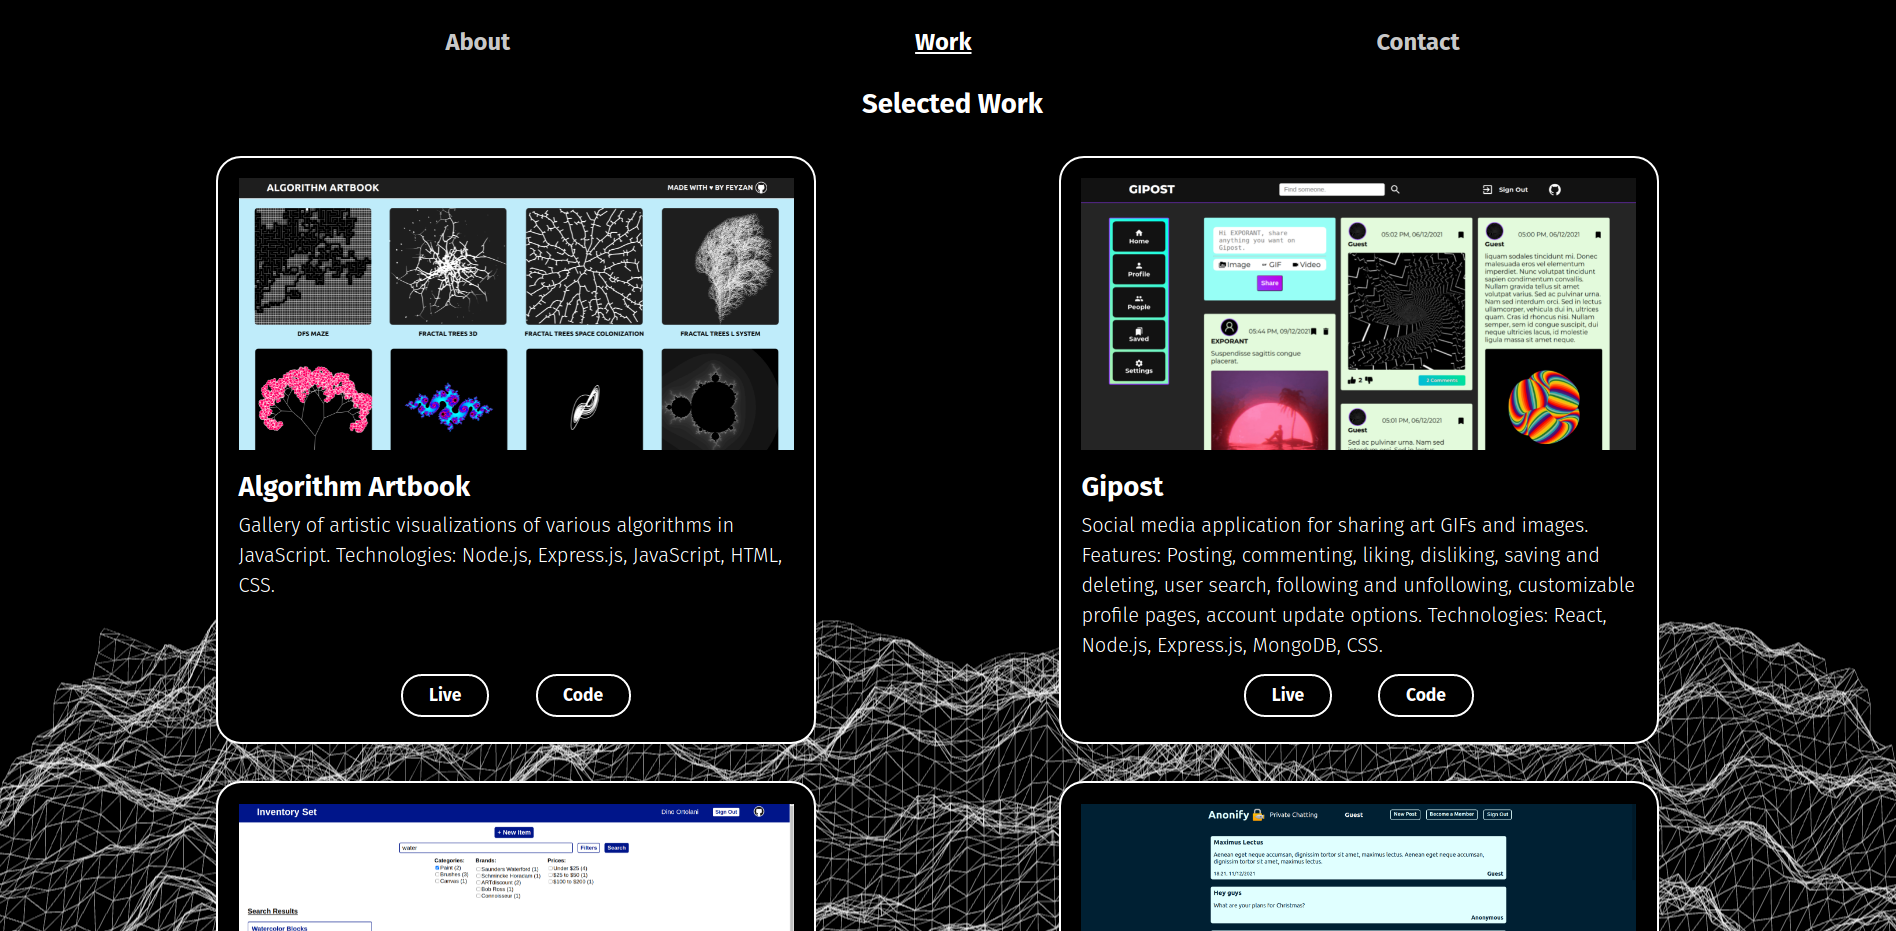 About
Work
Contact
Selected Work
ALGORITHM ARTBOOK
MADE WITH ♥ BY FEYZAN
DFS MAZE
FRACTAL TREES 3D
FRACTAL TREES SPACE COLONIZATION
FRACTAL TREES L SYSTEM
Algorithm Artbook
Gallery of artistic visualizations of various algorithms in
JavaScript. Technologies: Node.js, Express.js, JavaScript, HTML,
CSS.
Live
Code
GIPOST
Find someone.
Sign Out
Home
Profile
People
Saved
Settings
Hi EXPORANT, share
anything you want on
Gipost.
Image
GIF
Video
Share
05:44 PM, 09/12/2021
EXPORANT
Suspendisse sagittis congue
placerat.
05:02 PM, 06/12/2021
Guest
2
2 Comments
05:01 PM, 06/12/2021
Guest
Sed ac pulvinar urna. Nam sed
interdum orci. Sed in lectus
05:00 PM, 06/12/2021
Guest
liquam sodales tincidunt mi. Donec
malesuada eros vel elementum
imperdiet. Nunc volutpat tincidunt
sapien condimentum convallis.
Nullam gravida tellus sit amet
volutpat varius. Sed ac pulvinar urna.
Nam sed interdum orci. Sed in lectus
ullamcorper, vehicula dui in, ultrices
quam. Cras id rhoncus nisi. Nullam
semper, sem id congue suscipit, dui
neque ultricies lacus, id molestie
ligula massa sit amet neque.
Gipost
Social media application for sharing art GIFs and images.
Features: Posting, commenting, liking, disliking, saving and
deleting, user search, following and unfollowing, customizable
profile pages, account update options. Technologies: React,
Node.js, Express.js, MongoDB, CSS.
Live
Code
Inventory Set
Dino Ortolani
Sign Out
+ New Item
water
Filters
Search
Categories:
Paint (2)
Brushes (3)
Canvas (1)
Brands:
Saunders Waterford (1)
Schmincke Horadam (1)
ARTdiscount (2)
Bob Ross (1)
Connoisseur (1)
Prices:
Under $25 (4)
$25 to $50 (1)
$100 to $200 (1)
Search Results
Watercolor Blocks
Anonify
Private Chatting
Guest
New Post
Become a Member
Sign Out
Maximus Lectus
Aenean eget neque accumsan, dignissim tortor sit amet, maximus lectus. Aenean eget neque accumsan,
dignissim tortor sit amet, maximus lectus.
18:21, 11/12/2021
Guest
Hey guys
What are your plans for Christmas?
Anonymous